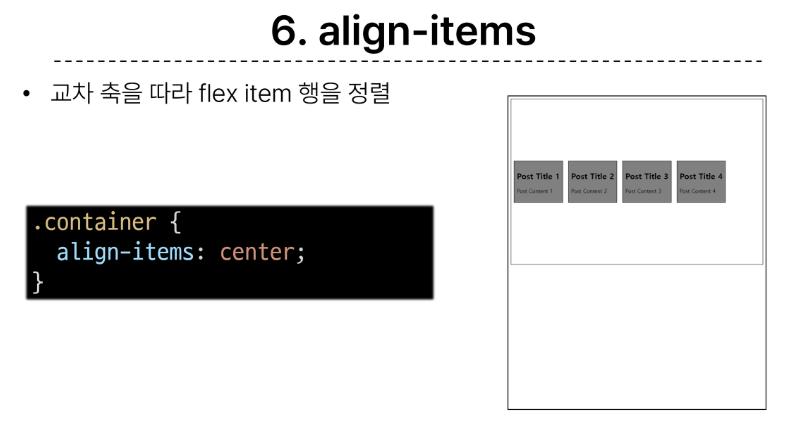 6. align-items
• 교차 축을 따라 flex item 행을 정렬
.container {
  align-items: center;
}
Post Title 1 Post Title 2 Post Title 3 Post Title 4
Post Content 1 Post Content 2 Post Content 3 Post Content 4